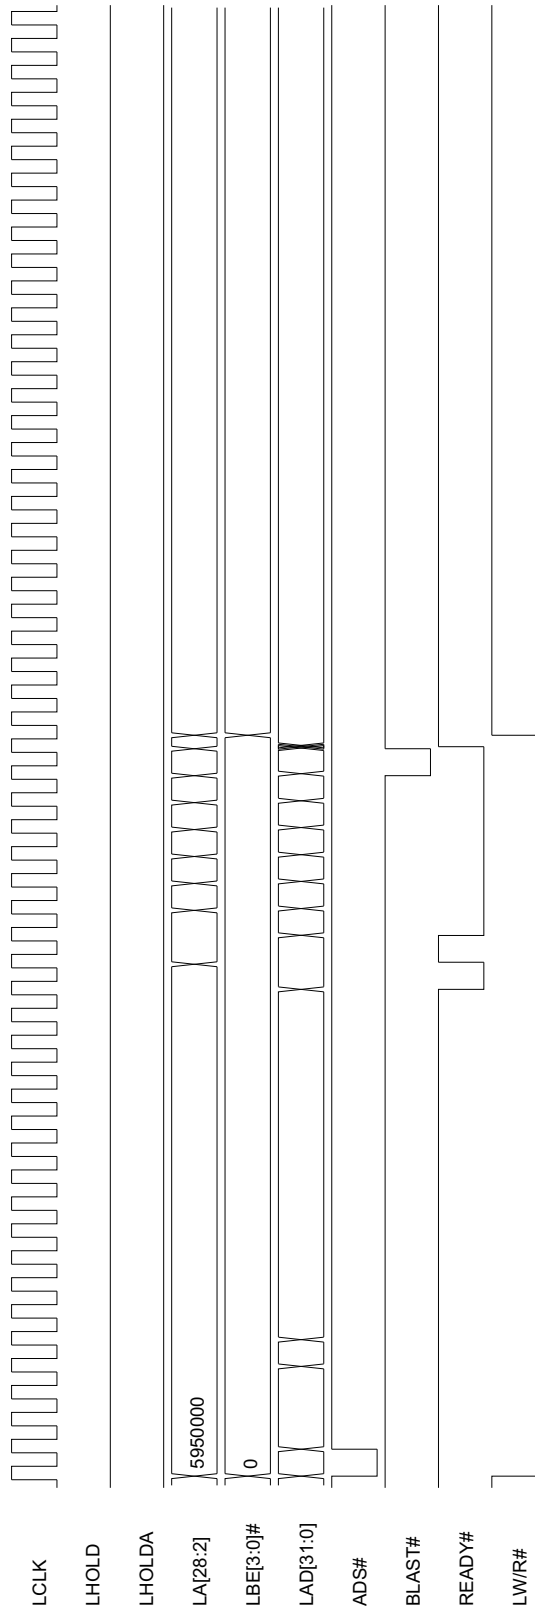 LCLK
LHOLD
LHOLDA
LA[28:2]
5950000
LBE[3:0]#
0
LAD[31:0]
ADS#
BLAST#
READY#
LW/R#